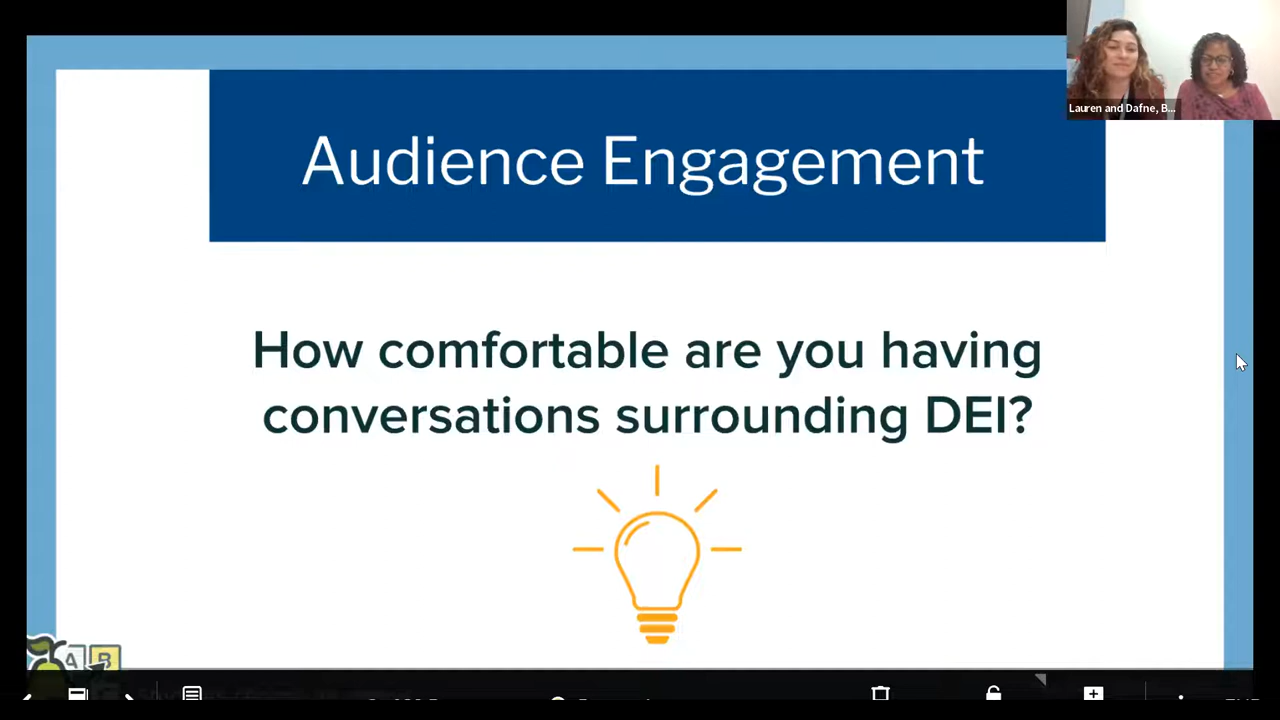 Audience Engagement
Lauren and Dafne, B...
How comfortable are you having
conversations surrounding DEI?
A B